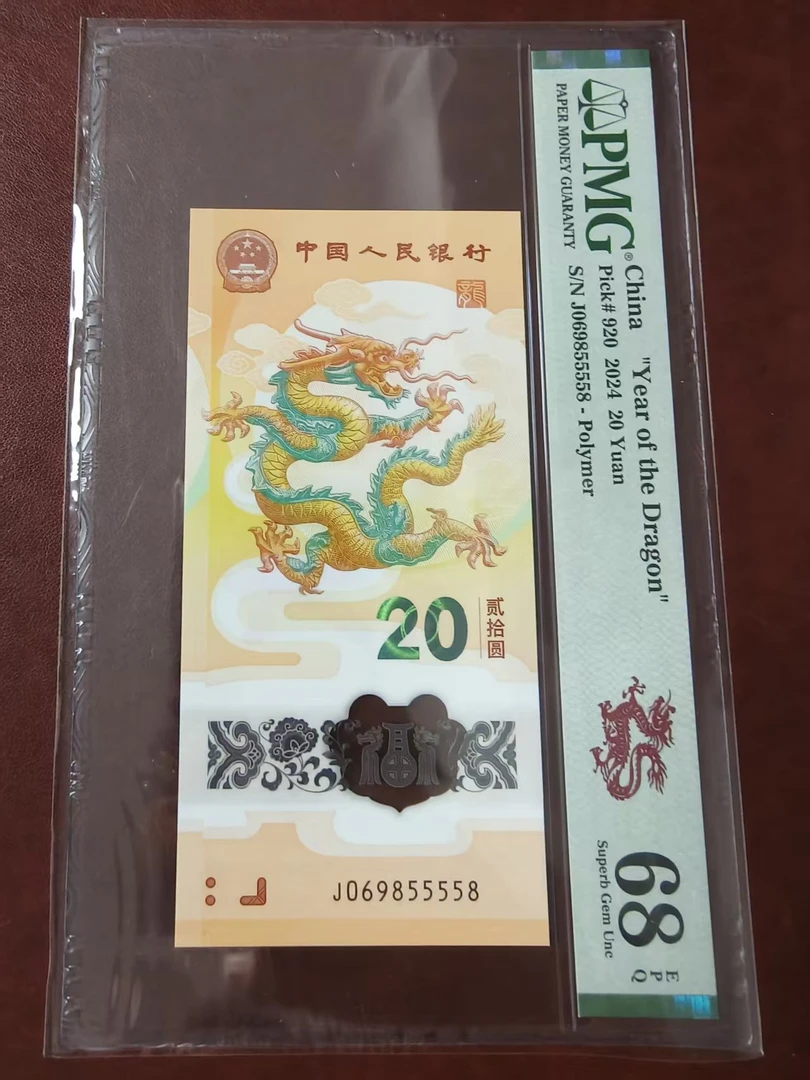 中国人民银行
龍
20
贰拾圆
J069855558
PMG®
PAPER MONEY GUARANTY
China "Year of the Dragon"
Pick# 920 2024 20 Yuan
S/N J069855558 - Polymer
68 EPQ
Superb Gem Unc